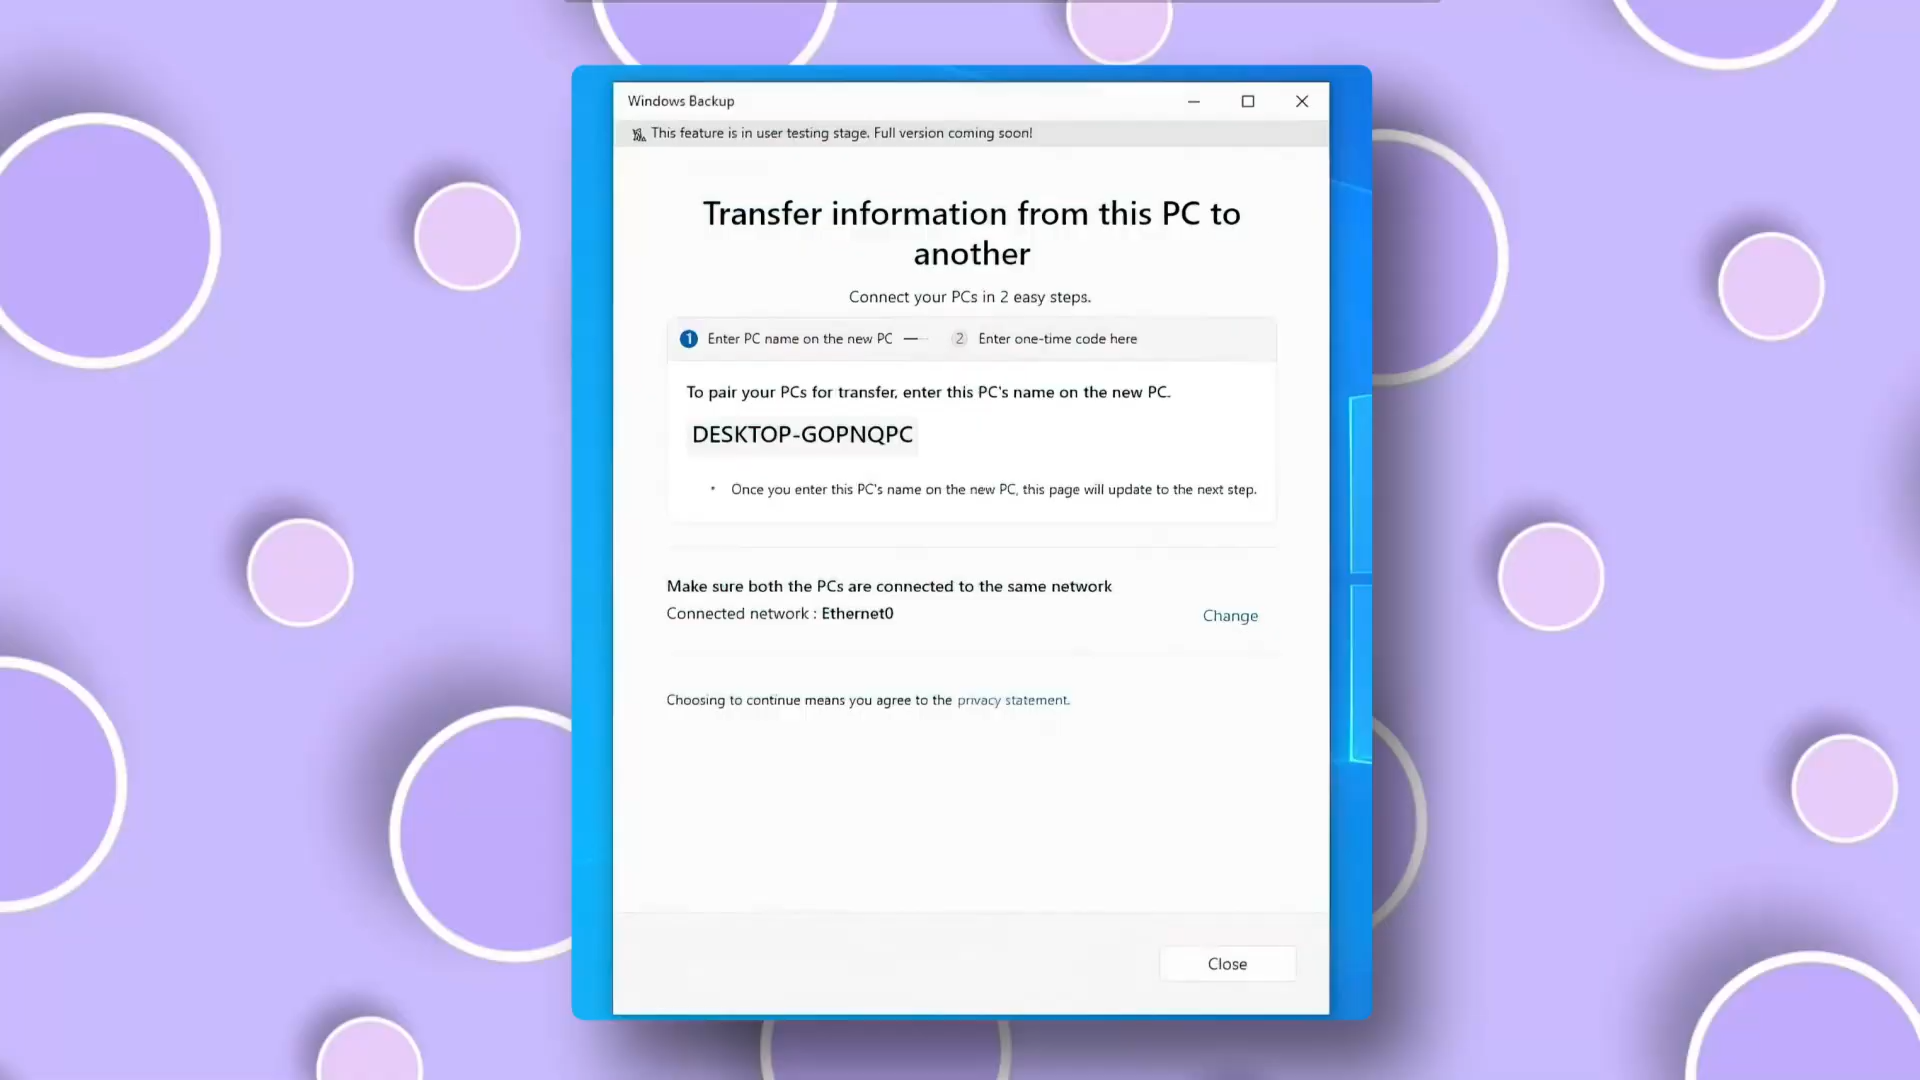 Windows Backup
This feature is in user testing stage. Full version coming soon!
Transfer information from this PC to
another
Connect your PCs in 2 easy steps.
1 Enter PC name on the new PC — 2 Enter one-time code here
To pair your PCs for transfer, enter this PC's name on the new PC.
DESKTOP-GOPNQPC
• Once you enter this PC's name on the new PC, this page will update to the next step.
Make sure both the PCs are connected to the same network
Connected network : Ethernet0
Change
Choosing to continue means you agree to the privacy statement.
Close